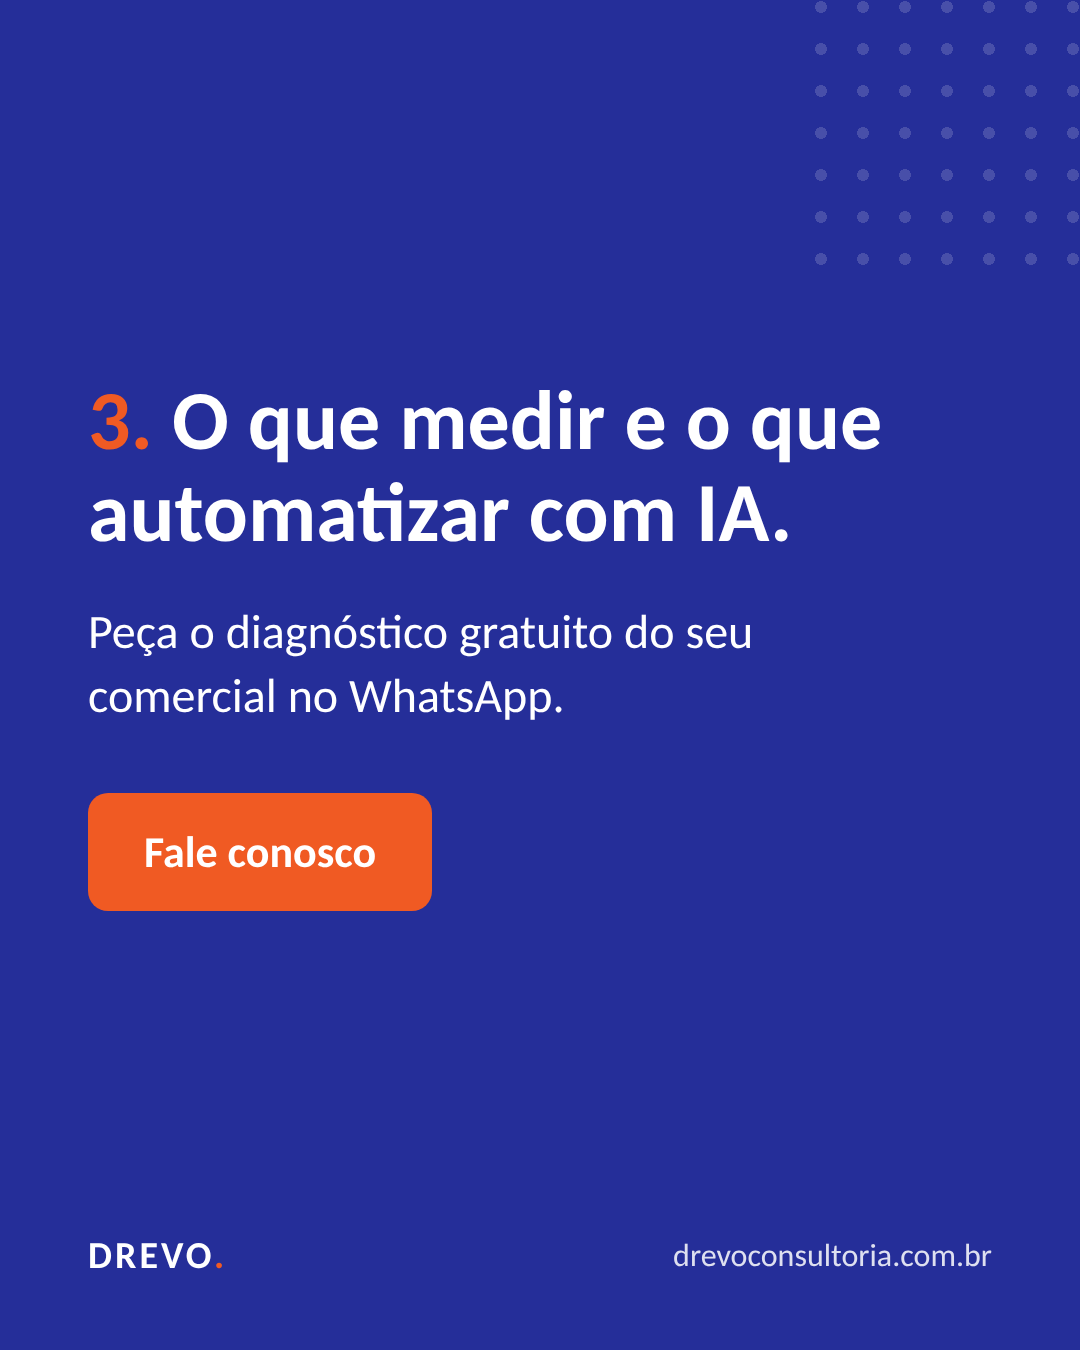 3. O que medir e o que
automatizar com IA.
Peça o diagnóstico gratuito do seu
comercial no WhatsApp.
Fale conosco
DREVO.
drevoconsultoria.com.br